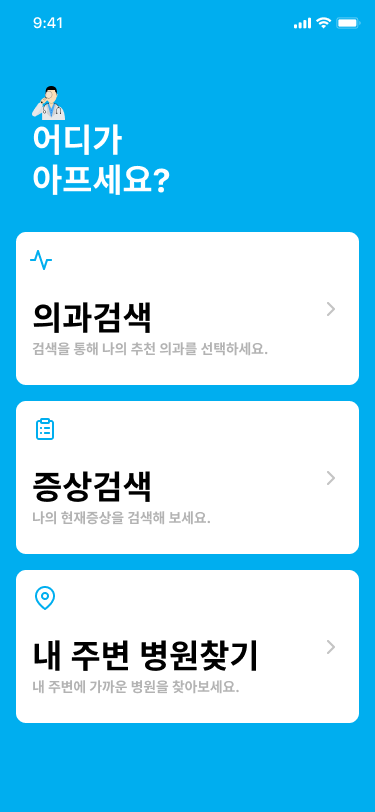 9:41
어디가
아프세요?
의과검색
검색을 통해 나의 추천 의과를 선택하세요.
증상검색
나의 현재증상을 검색해 보세요.
내 주변 병원찾기
내 주변에 가까운 병원을 찾아보세요.